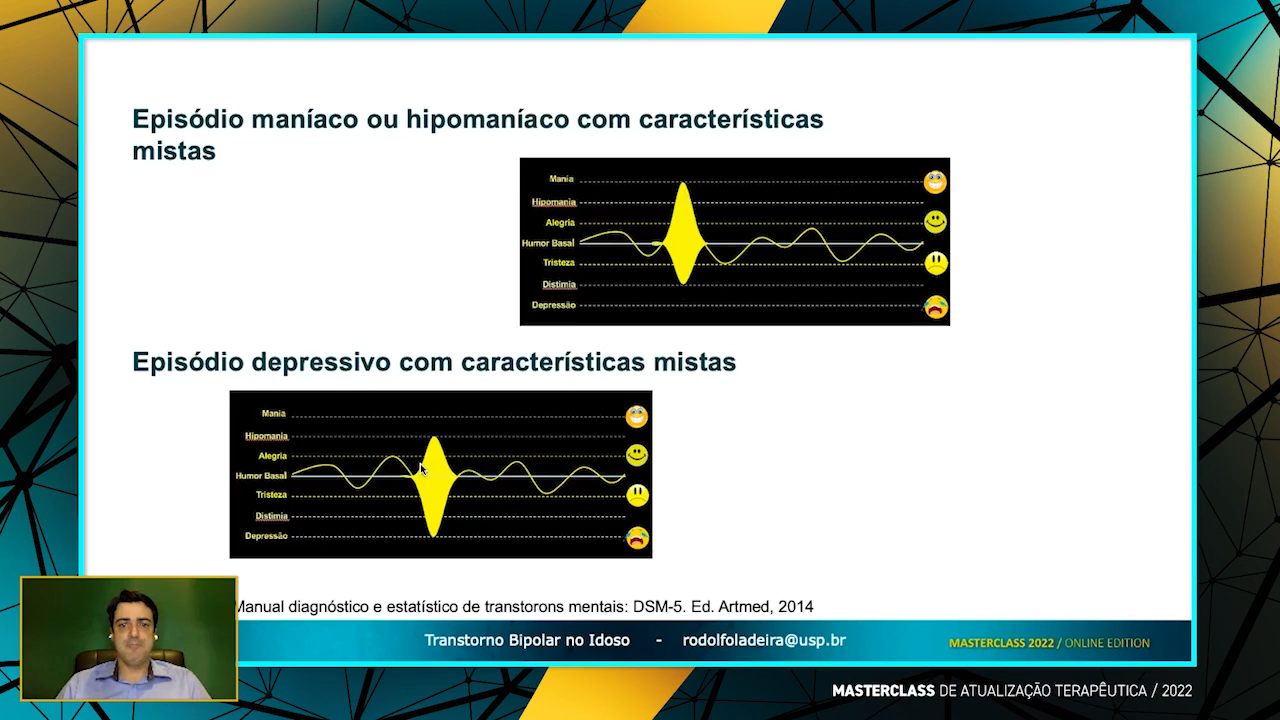 Episódio maníaco ou hipomaníaco com características
mistas
Mania
Hipomania
Alegria
Humor Basal
Tristeza
Distimia
Depressão
Episódio depressivo com características mistas
Mania
Hipomania
Alegria
Humor Basal
Tristeza
Distimia
Depressão
Manual diagnóstico e estatístico de transtorons mentais: DSM-5. Ed. Artmed, 2014
Transtorno Bipolar no Idoso - rodolfoladeira@usp.br
MASTERCLASS 2022 / ONLINE EDITION
MASTERCLASS DE ATUALIZAÇÃO TERAPÊUTICA / 2022